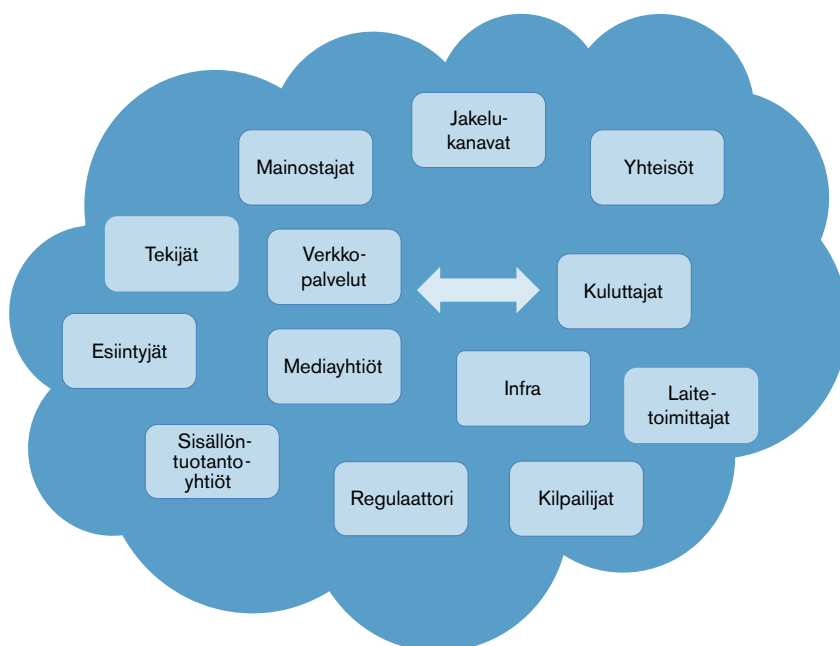 Jakelu-
kanavat
Mainostajat
Yhteisöt
Tekijät
Verkko-
palvelut
Kuluttajat
Esiintyjät
Mediayhtiöt
Infra
Laite-
toimittajat
Sisällön-
tuotanto-
yhtiöt
Regulaattori
Kilpailijat